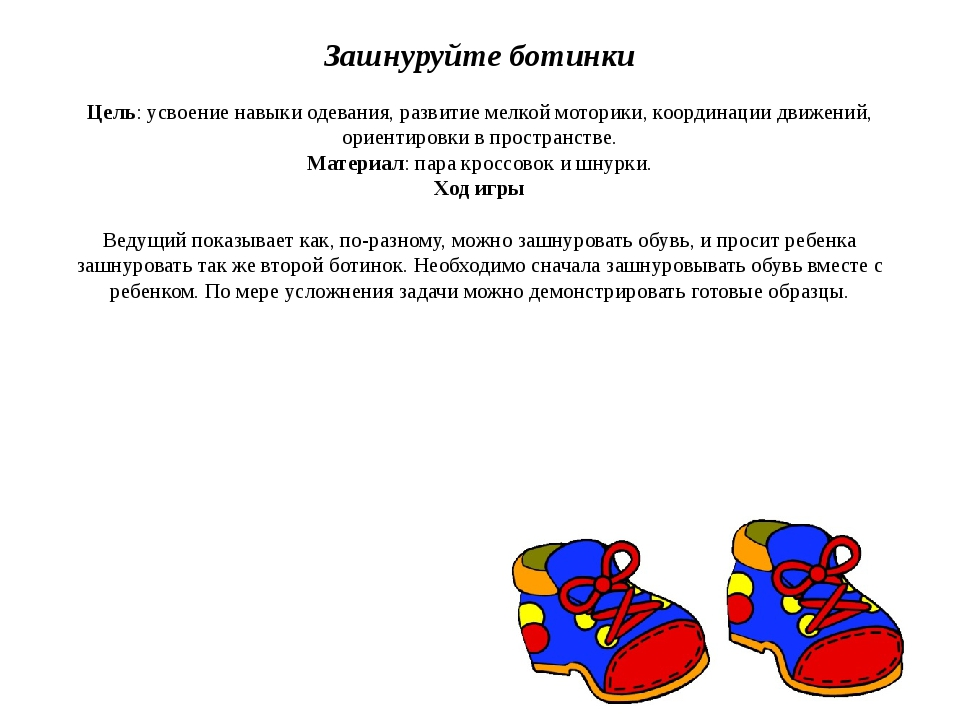 Зашнуруйте ботинки
Цель: усвоение навыки одевания, развитие мелкой моторики, координации движений,
ориентировки в пространстве.
Материал: пара кроссовок и шнурки.
Ход игры
Ведущий показывает как, по-разному, можно зашнуровать обувь, и просит ребенка
зашнуровать так же второй ботинок. Необходимо сначала зашнуровывать обувь вместе с
ребенком. По мере усложнения задачи можно демонстрировать готовые образцы.